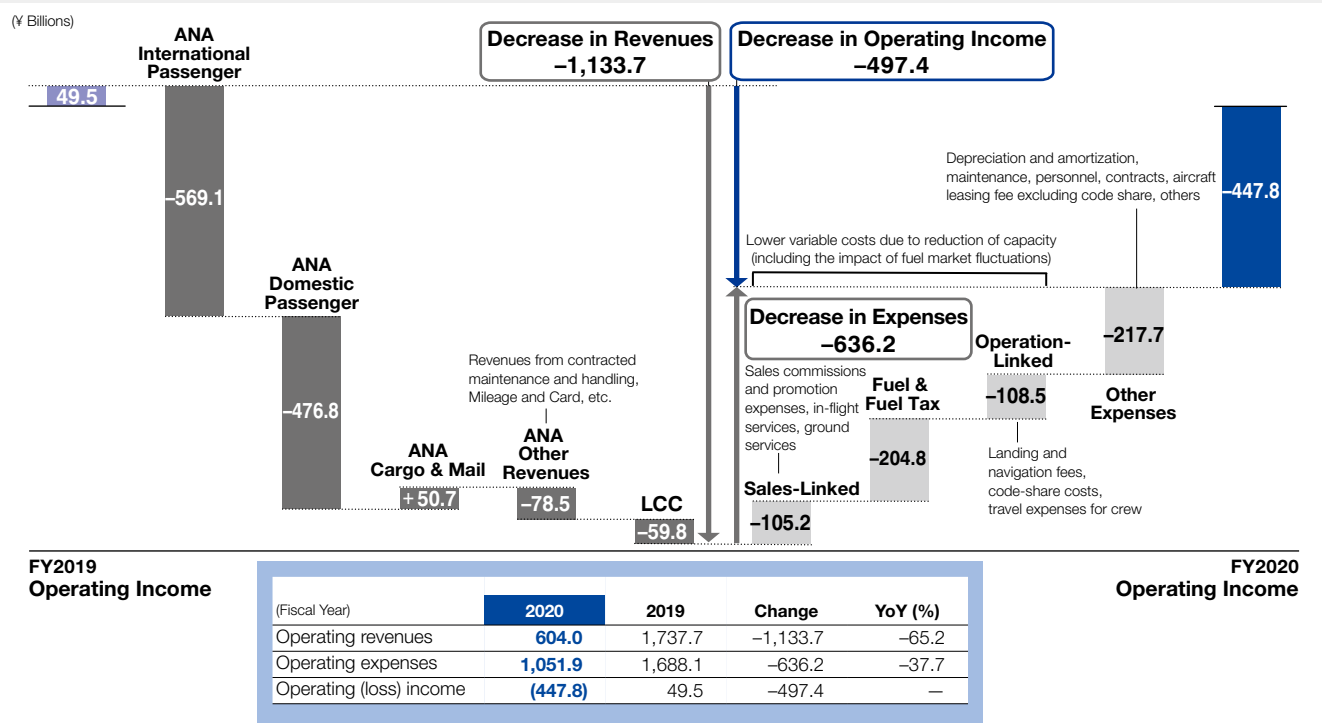 (¥ Billions)
ANA
International
Passenger
Decrease in Revenues
–1,133.7
Decrease in Operating Income
–497.4
49.5
–569.1
Depreciation and amortization,
maintenance, personnel, contracts, aircraft
leasing fee excluding code share, others
–447.8
Lower variable costs due to reduction of capacity
(including the impact of fuel market fluctuations)
ANA
Domestic
Passenger
–476.8
Decrease in Expenses
–636.2
Operation-
Linked
–108.5
–217.7
Other
Expenses
Revenues from contracted
maintenance and handling,
Mileage and Card, etc.
Sales commissions
and promotion
expenses, in-flight
services, ground
services
Fuel &
Fuel Tax
–204.8
ANA
Cargo & Mail
+50.7
ANA
Other
Revenues
–78.5
LCC
–59.8
Sales-Linked
–105.2
Landing and
navigation fees,
code-share costs,
travel expenses for crew
FY2019
Operating Income
FY2020
Operating Income
(Fiscal Year) 2020 2019 Change YoY (%)
Operating revenues 604.0 1,737.7 –1,133.7 –65.2
Operating expenses 1,051.9 1,688.1 –636.2 –37.7
Operating (loss) income (447.8) 49.5 –497.4 —